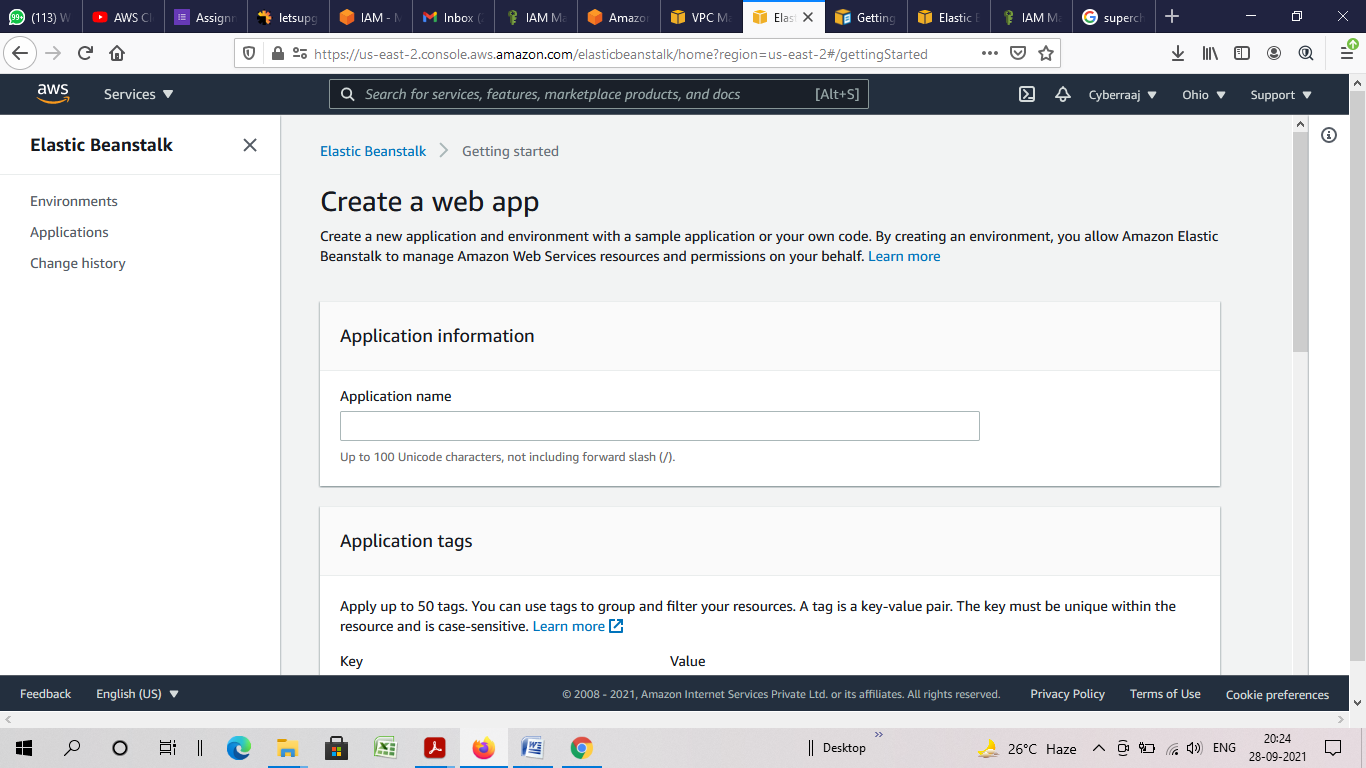 (113) W
AWS Cl
Assignm
letsupg
IAM - M
Inbox (
IAM Ma
Amazo
VPC Ma
Elas
Getting
Elastic B
IAM Ma
superch
https://us-east-2.console.aws.amazon.com/elasticbeanstalk/home?region=us-east-2#/gettingStarted
aws
Services
Search for services, features, marketplace products, and docs [Alt+S]
Cyberraaj
Ohio
Support
Elastic Beanstalk
Environments
Applications
Change history
Elastic Beanstalk > Getting started
Create a web app
Create a new application and environment with a sample application or your own code. By creating an environment, you allow Amazon Elastic
Beanstalk to manage Amazon Web Services resources and permissions on your behalf. Learn more
Application information
Application name
Up to 100 Unicode characters, not including forward slash (/).
Application tags
Apply up to 50 tags. You can use tags to group and filter your resources. A tag is a key-value pair. The key must be unique within the
resource and is case-sensitive. Learn more
Key Value
Feedback English (US)
© 2008 - 2021, Amazon Internet Services Private Ltd. or its affiliates. All rights reserved. Privacy Policy Terms of Use Cookie preferences
Desktop
26°C Haze
ENG
20:24
28-09-2021